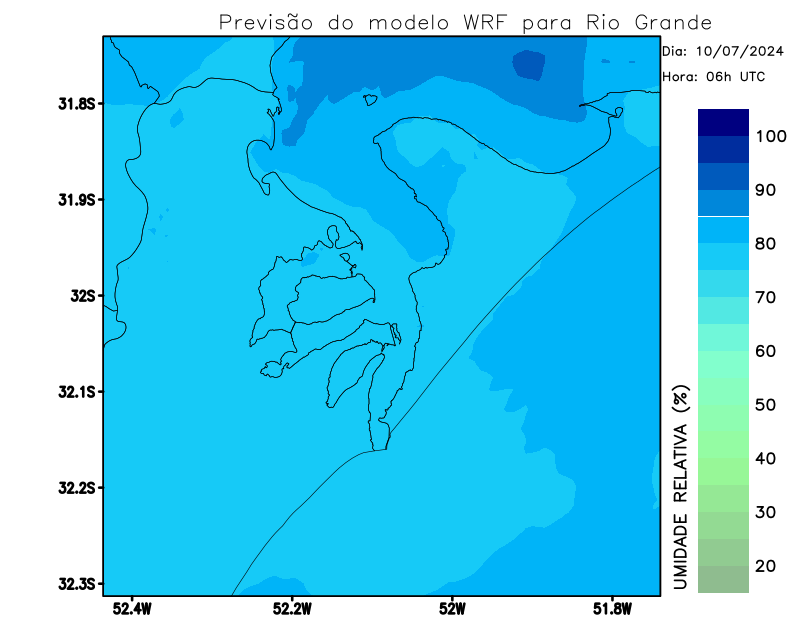 Previsão do modelo WRF para Rio Grande
Dia: 10/07/2024
Hora: 06h UTC
31.8S
31.9S
32S
32.1S
32.2S
32.3S
52.4W 52.2W 52W 51.8W
100
90
80
70
60
50
40
30
20
UMIDADE RELATIVA (%)